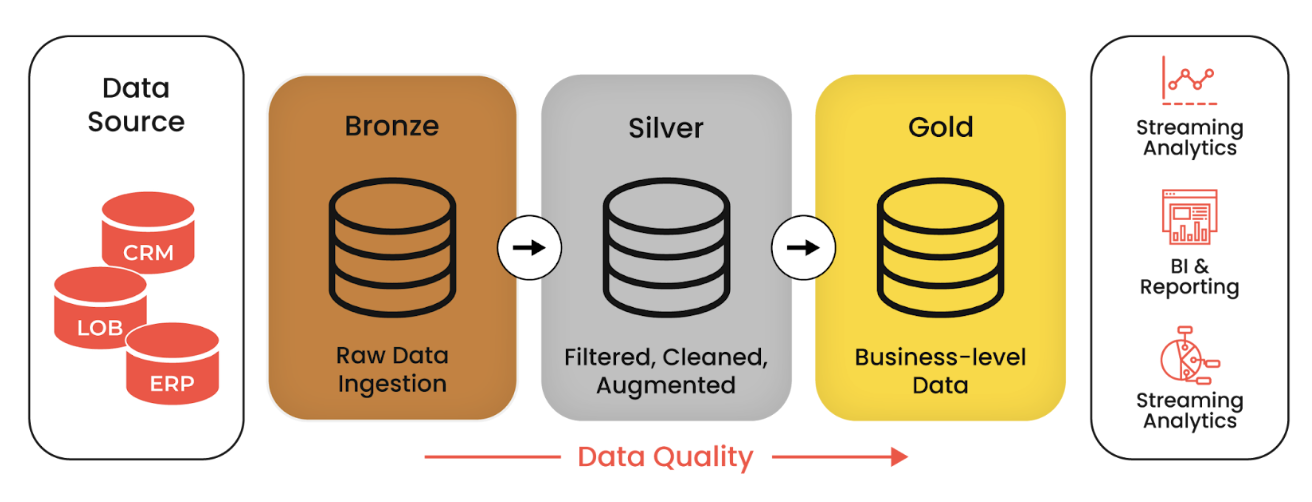 Data
Source
CRM
LOB
ERP
Bronze
Raw Data
Ingestion
Silver
Filtered, Cleaned,
Augmented
Gold
Business-level
Data
Data Quality
Streaming
Analytics
BI &
Reporting
Streaming
Analytics